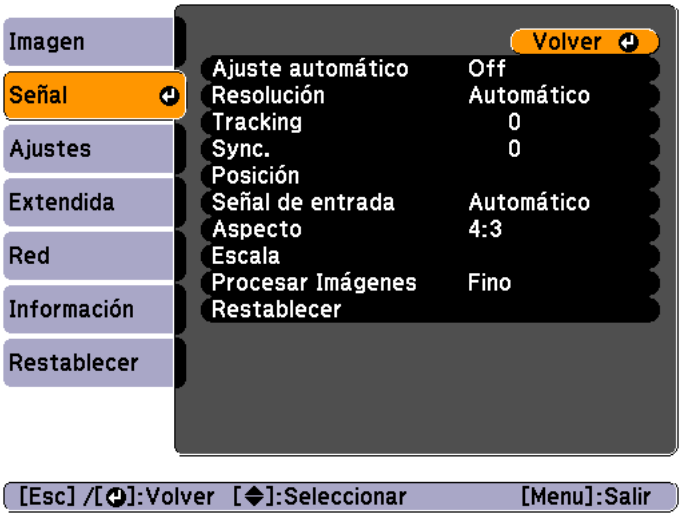 Imagen
Señal
Ajustes
Extendida
Red
Información
Restablecer
Volver
Ajuste automático Off
Resolución Automático
Tracking 0
Sync. 0
Posición
Señal de entrada Automático
Aspecto 4:3
Escala
Procesar Imágenes Fino
Restablecer
[Esc] /[⏎]:Volver [◆]:Seleccionar [Menu]:Salir